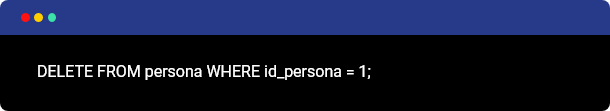 DELETE FROM persona WHERE id_persona = 1;